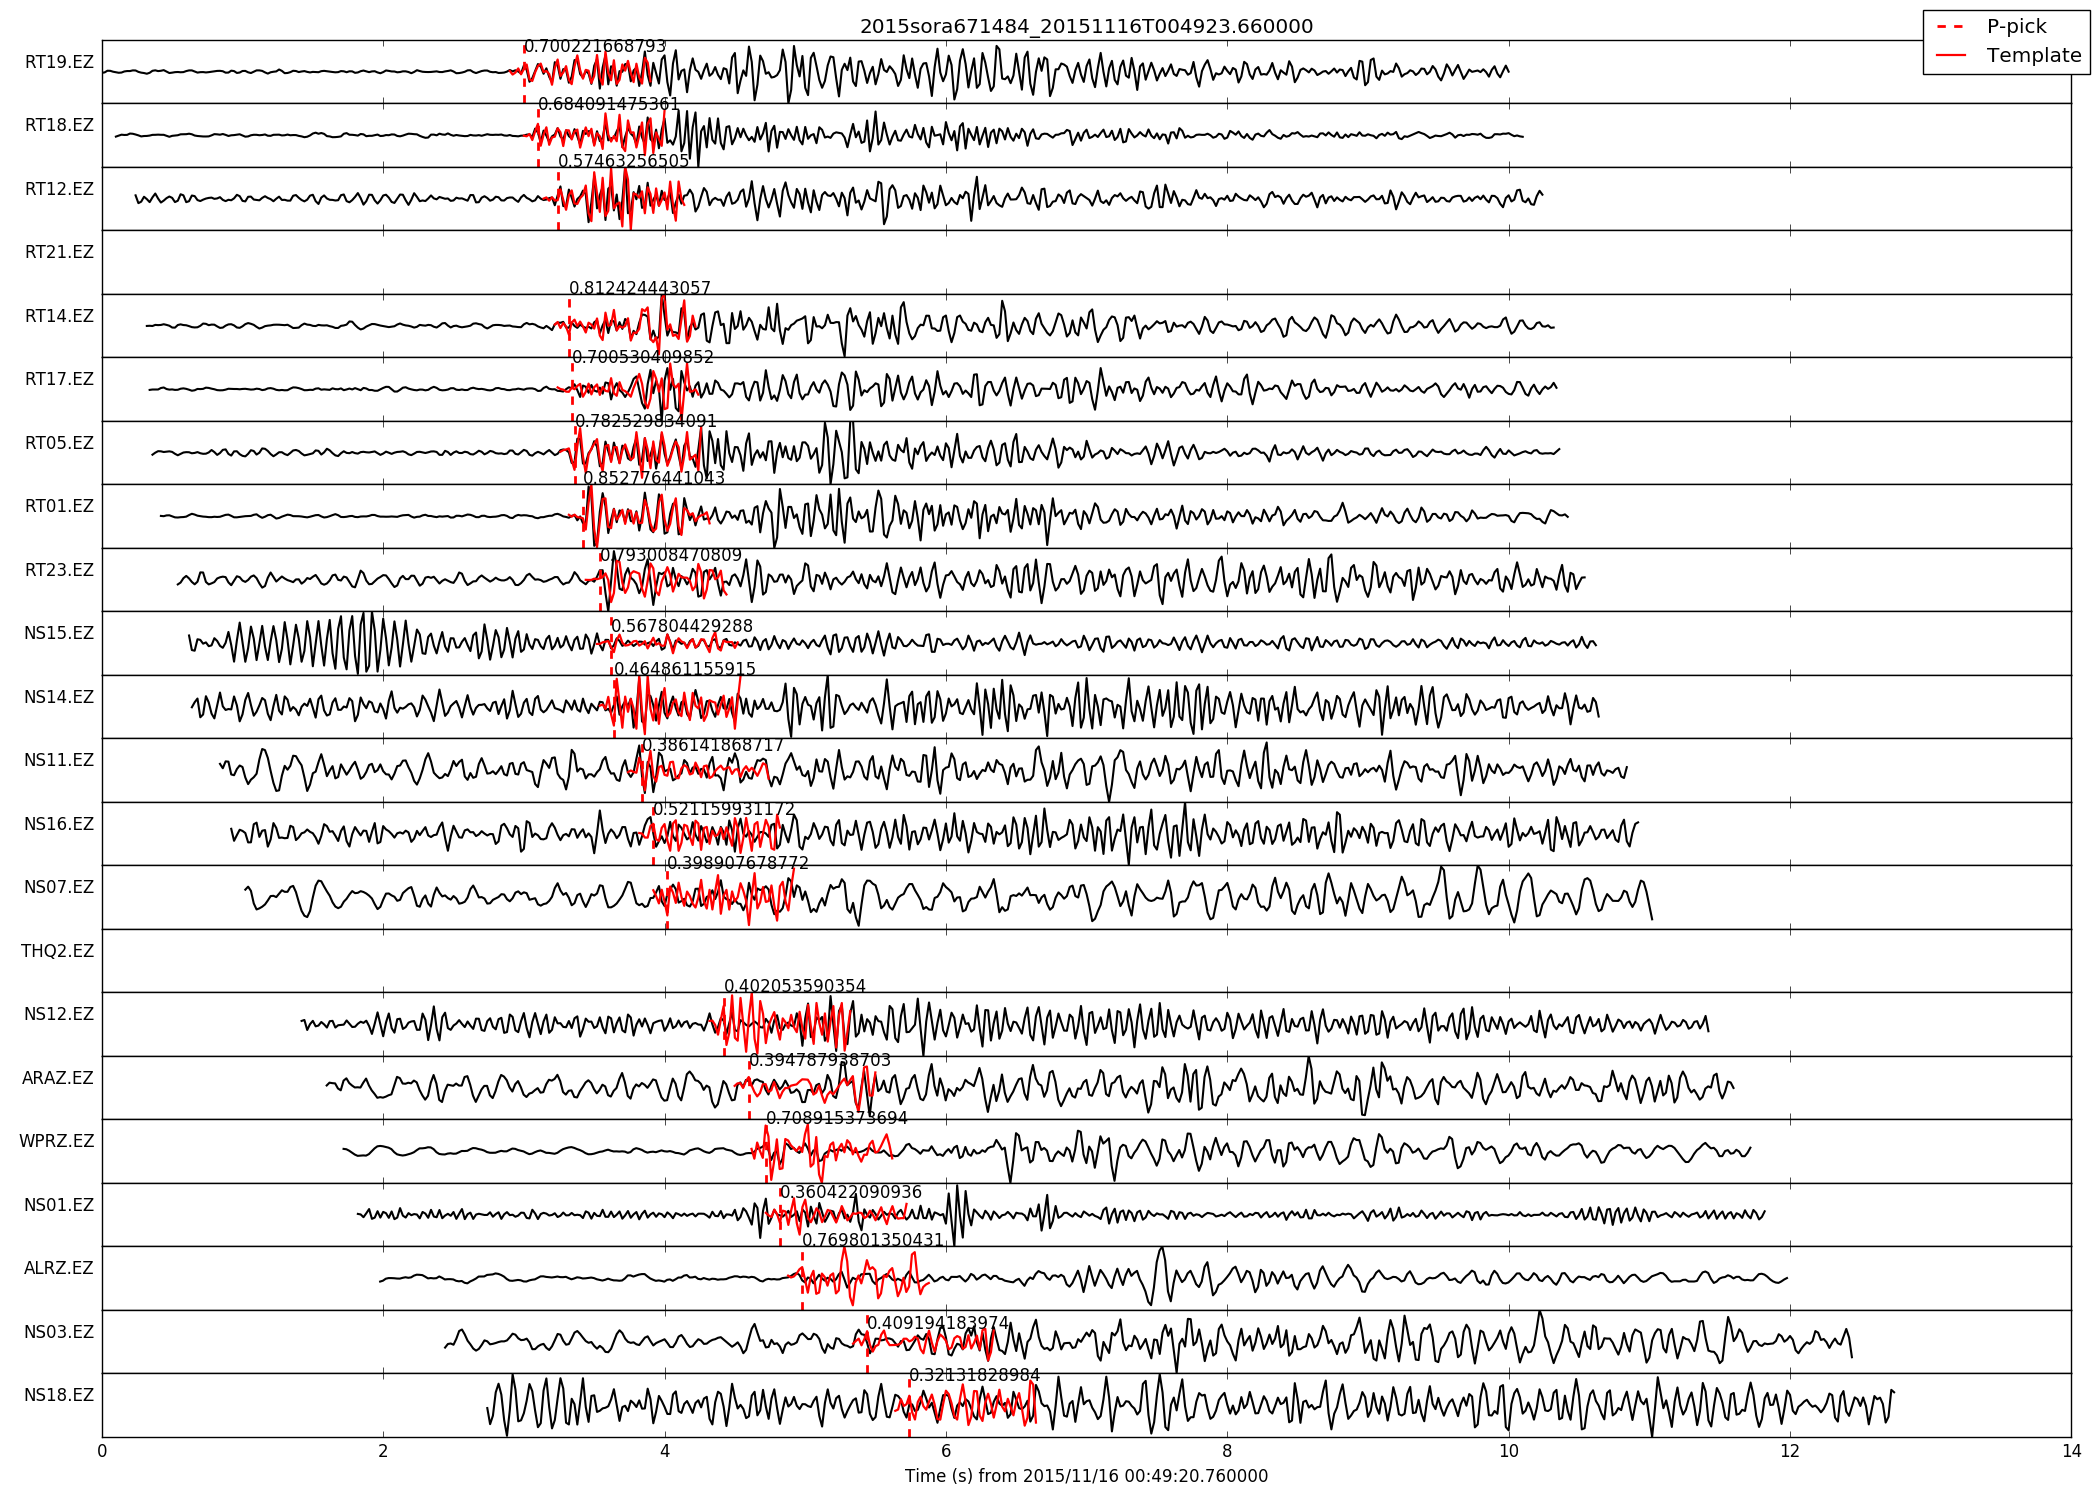 2015sora671484_20151116T004923.660000
P-pick
Template
RT19.EZ
0.700221668793
RT18.EZ
0.684091475361
RT12.EZ
0.57463256505
RT21.EZ
RT14.EZ
0.812424443057
RT17.EZ
0.700530409852
RT05.EZ
0.782529834091
RT01.EZ
0.852776441043
RT23.EZ
0.793008470809
NS15.EZ
0.567804429288
NS14.EZ
0.464861155915
NS11.EZ
0.386141868717
NS16.EZ
0.521159931172
NS07.EZ
0.398907678772
THQ2.EZ
NS12.EZ
0.402053590354
ARAZ.EZ
0.394787938703
WPRZ.EZ
0.708915373694
NS01.EZ
0.360422090936
ALRZ.EZ
0.769801350431
NS03.EZ
0.409194183974
NS18.EZ
0.32131828984
0 2 4 6 8 10 12 14
Time (s) from 2015/11/16 00:49:20.760000